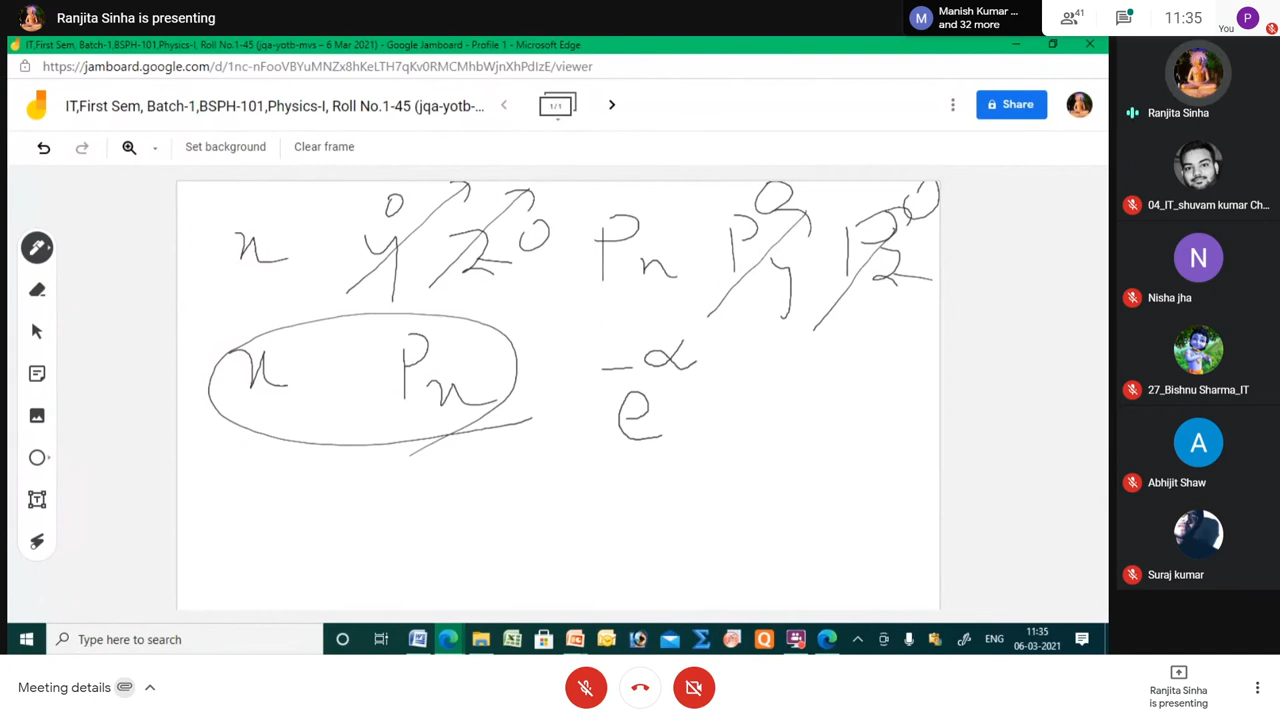 Ranjita Sinha is presenting
M
Manish Kumar ...
and 32 more
41
11:35
You
P
IT,First Sem, Batch-1,BSPH-101,Physics-I, Roll No.1-45 (jqa-yotb-mvs – 6 Mar 2021) - Google Jamboard - Profile 1 - Microsoft Edge
https://jamboard.google.com/d/1nc-nFooVBYuMNZx8hKeLTH7qKv0RMCMhbWjnXhPdIzE/viewer
IT,First Sem, Batch-1,BSPH-101,Physics-I, Roll No.1-45 (jqa-yotb-...
1/1
Share
Set background
Clear frame
x y 0 z 0 Px Py 0 Pz 0
x Px e -α
Ranjita Sinha
04_IT_shuvam kumar Ch...
N
Nisha jha
27_Bishnu Sharma_IT
A
Abhijit Shaw
Suraj kumar
Type here to search
ENG
11:35
06-03-2021
Meeting details
Ranjita Sinha
is presenting